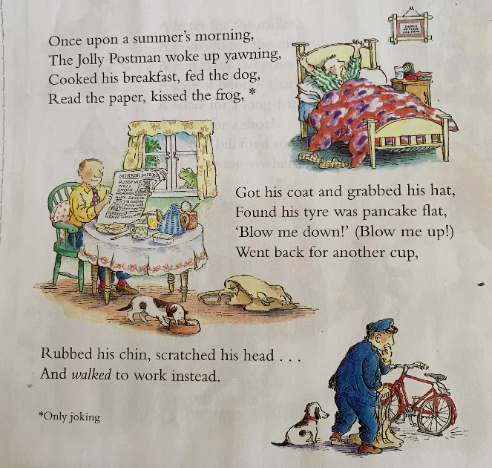 Once upon a summer's morning,
The Jolly Postman woke up yawning,
Cooked his breakfast, fed the dog,
Read the paper, kissed the frog, *
Got his coat and grabbed his hat,
Found his tyre was pancake flat,
‘Blow me down!’ (Blow me up!)
Went back for another cup,
Rubbed his chin, scratched his head . . .
And walked to work instead.
*Only joking